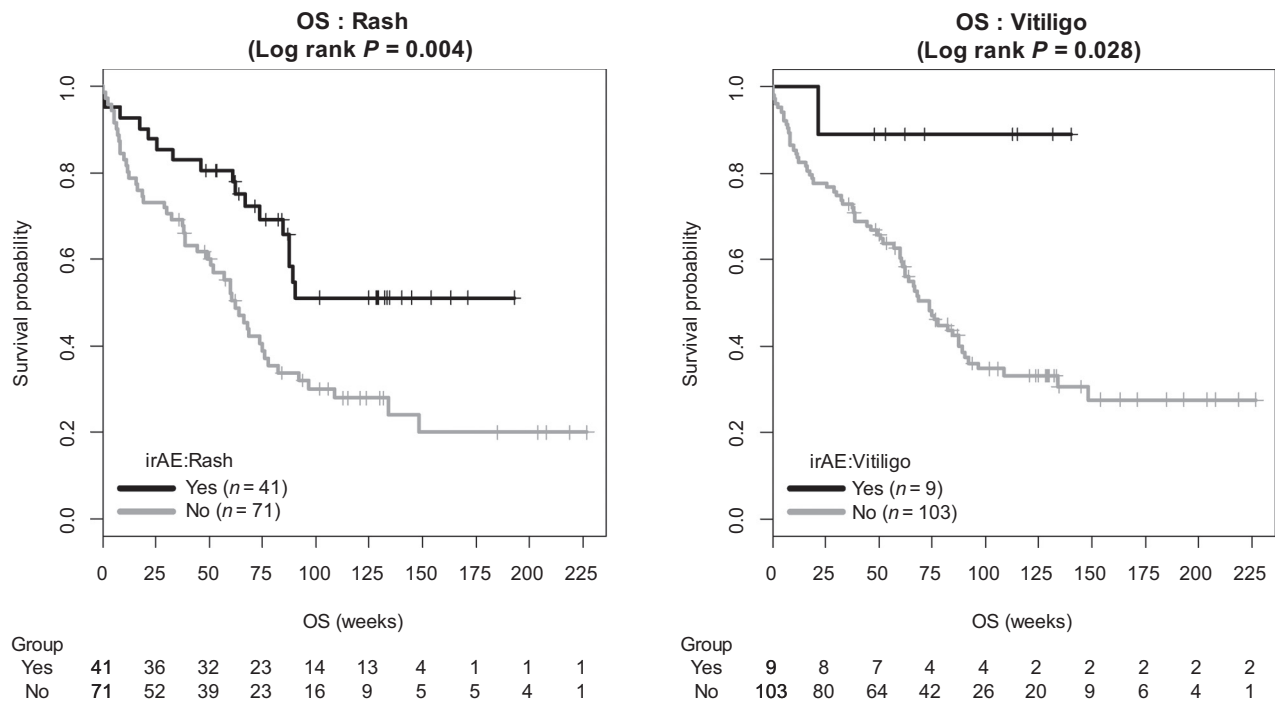 OS : Rash
(Log rank P = 0.004)
Survival probability
1.0
0.8
0.6
0.4
0.2
0.0
irAE:Rash
Yes (n = 41)
No (n = 71)
0 25 50 75 100 125 150 175 200 225
OS (weeks)
Group
Yes 41 36 32 23 14 13 4 1 1 1
No 71 52 39 23 16 9 5 5 4 1
OS : Vitiligo
(Log rank P = 0.028)
Survival probability
1.0
0.8
0.6
0.4
0.2
0.0
irAE:Vitiligo
Yes (n = 9)
No (n = 103)
0 25 50 75 100 125 150 175 200 225
OS (weeks)
Group
Yes 9 8 7 4 4 2 2 2 2 2
No 103 80 64 42 26 20 9 6 4 1